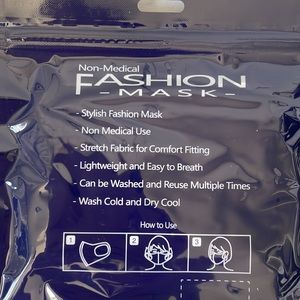 Non-Medical
FASHION
- MASK -
- Stylish Fashion Mask
- Non Medical Use
- Stretch Fabric for Comfort Fitting
- Lightweight and Easy to Breath
- Can be Washed and Reuse Multiple Times
- Wash Cold and Dry Cool
How to Use
1 2 3